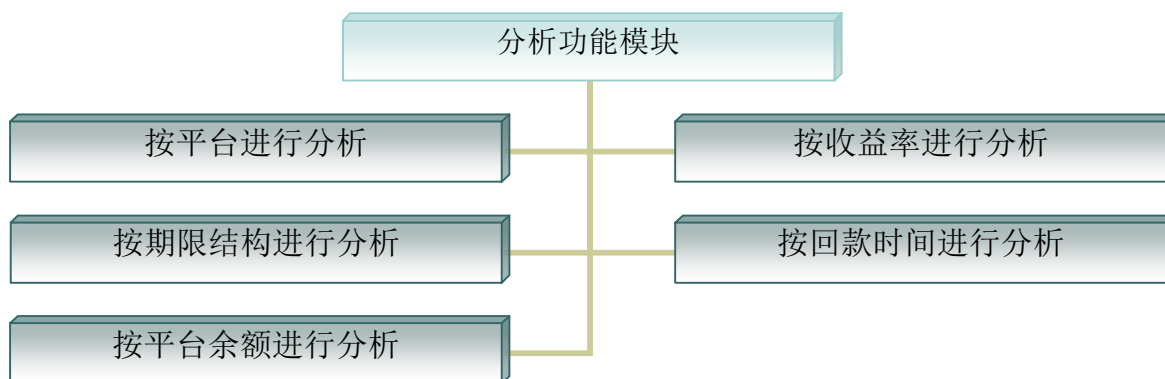 分析功能模块
按平台进行分析
按收益率进行分析
按期限结构进行分析
按回款时间进行分析
按平台余额进行分析